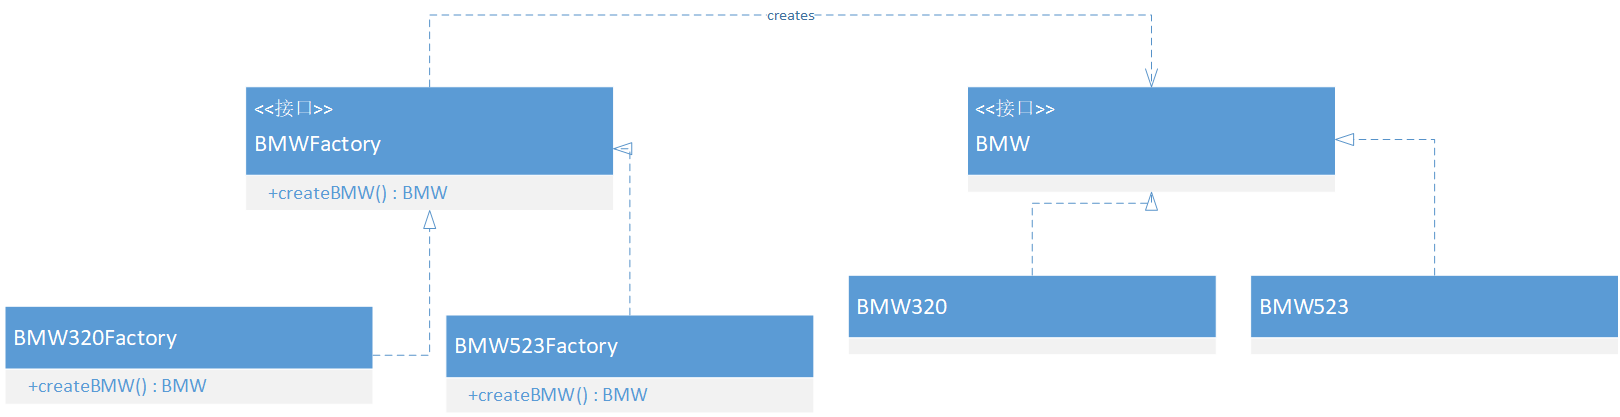 creates
<<接口>>
BMWFactory
+createBMW() : BMW
<<接口>>
BMW
BMW320Factory
+createBMW() : BMW
BMW523Factory
+createBMW() : BMW
BMW320
BMW523